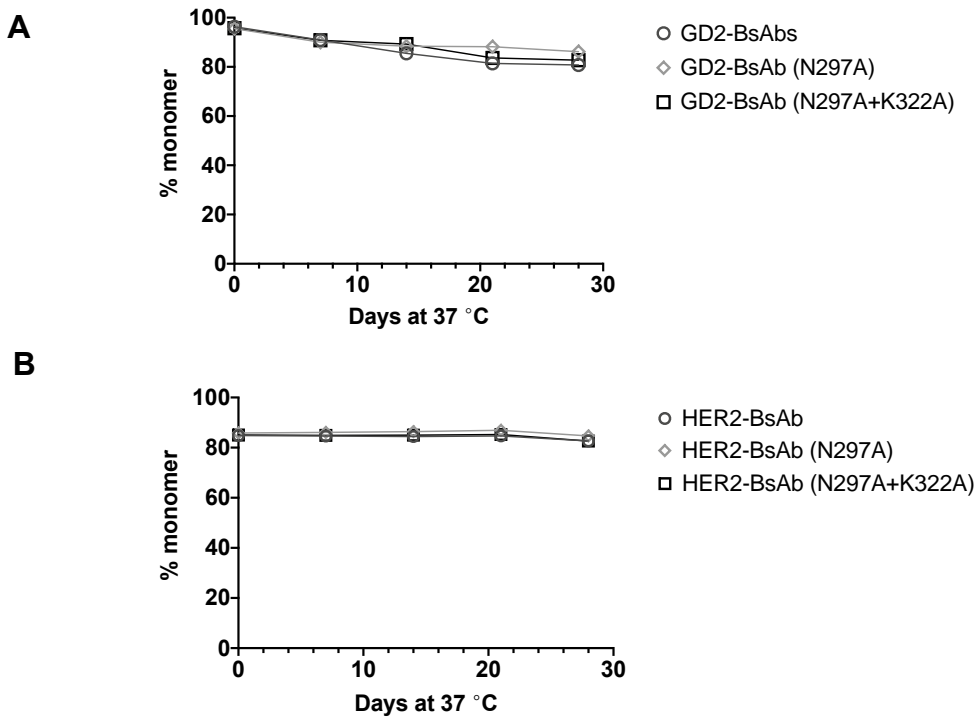 A
100
80
60
40
20
0
0 10 20 30
% monomer
Days at 37 °C
GD2-BsAbs
GD2-BsAb (N297A)
GD2-BsAb (N297A+K322A)
B
100
80
60
40
20
0
0 10 20 30
% monomer
Days at 37 °C
HER2-BsAb
HER2-BsAb (N297A)
HER2-BsAb (N297A+K322A)